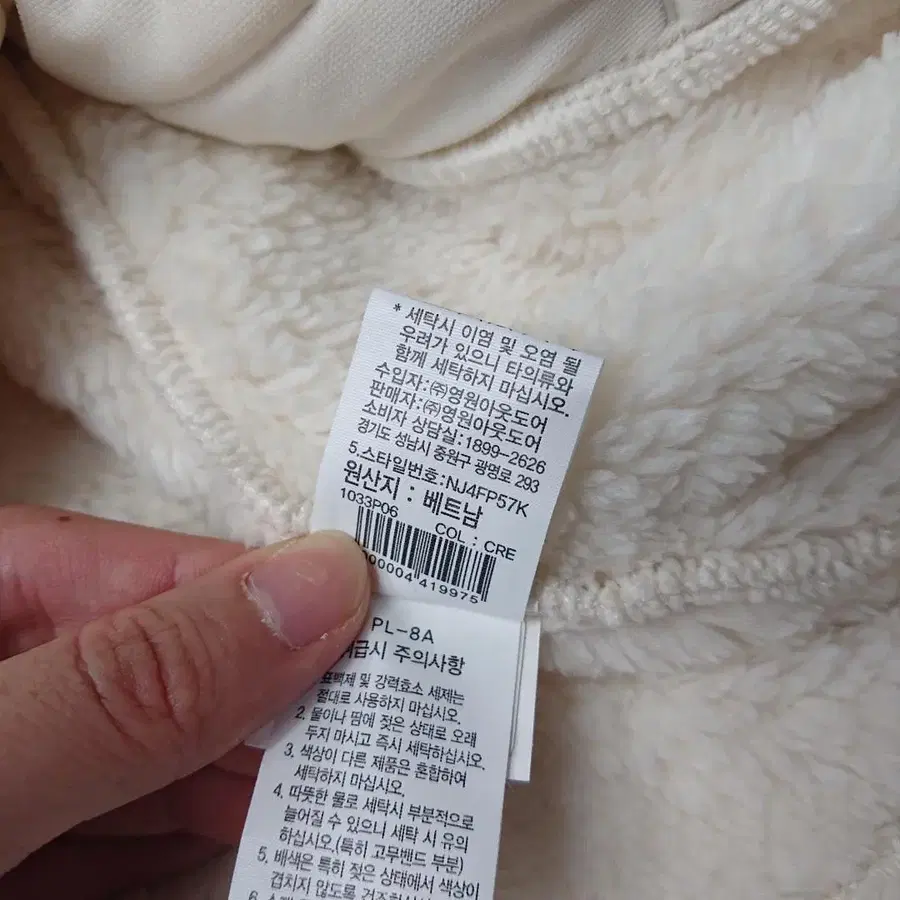 * 세탁시 이염 및 오염 될
우려가 있으니 타의류와
함께 세탁하지 마십시오.
수입자:㈜영원아웃도어
판매자:㈜영원아웃도어
소비자 상담실:1899-2626
경기도 성남시 중원구 광명로 293
5.스타일번호:NJ4FP57K
원산지 : 베트남
1033P06 COL : CRE
000004 419975
PL-8A
주의사항
표백제 및 강력효소 세제는
절대로 사용하지 마십시오.
2. 물이나 땀에 젖은 상태로 오래
두지 마시고 즉시 세탁하십시오.
3. 색상이 다른 제품은 혼합하여
세탁하지 마십시오.
4. 따뜻한 물로 세탁시 부분적으로
늘어질 수 있으니 세탁 시 유의
하십시오.(특히 고무밴드 부분)
5. 배색은 특히 젖은 상태에서 색상이
겹치지 않도록
6.